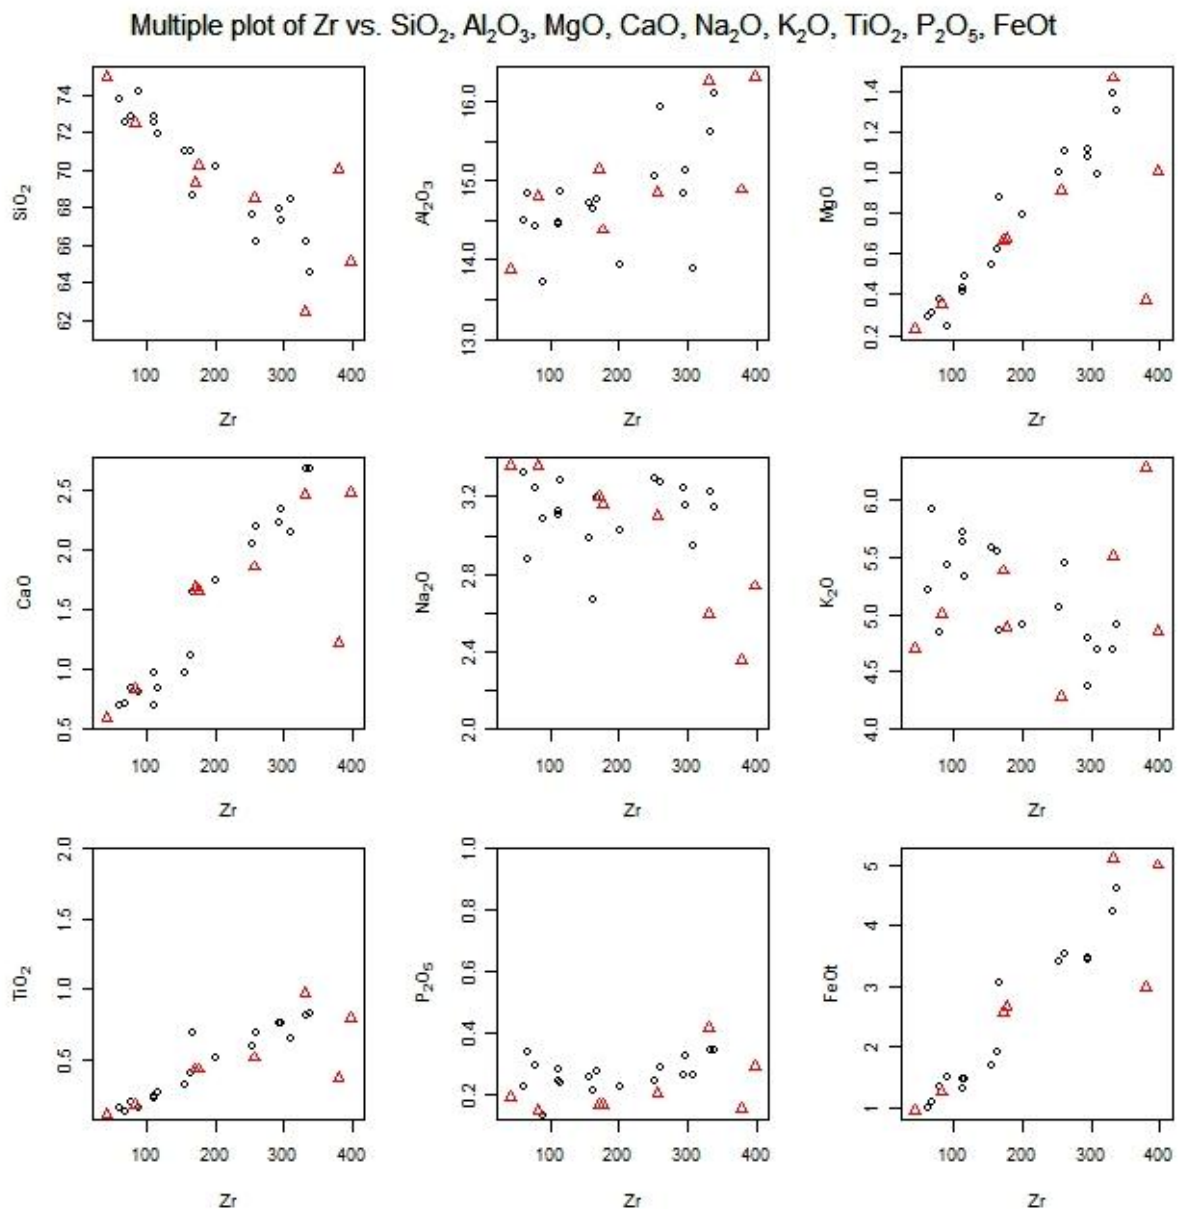 Multiple plot of Zr vs. SiO₂, Al₂O₃, MgO, CaO, Na₂O, K₂O, TiO₂, P₂O₅, FeOt
SiO₂
62 64 66 68 70 72 74
100 200 300 400
Zr
Al₂O₃
13.0 14.0 15.0 16.0
100 200 300 400
Zr
MgO
0.2 0.4 0.6 0.8 1.0 1.2 1.4
100 200 300 400
Zr
CaO
0.5 1.0 1.5 2.0 2.5
100 200 300 400
Zr
Na₂O
2.0 2.4 2.8 3.2
100 200 300 400
Zr
K₂O
4.0 4.5 5.0 5.5 6.0
100 200 300 400
Zr
TiO₂
0.5 1.0 1.5 2.0
100 200 300 400
Zr
P₂O₅
0.2 0.4 0.6 0.8 1.0
100 200 300 400
Zr
FeOt
1 2 3 4 5
100 200 300 400
Zr